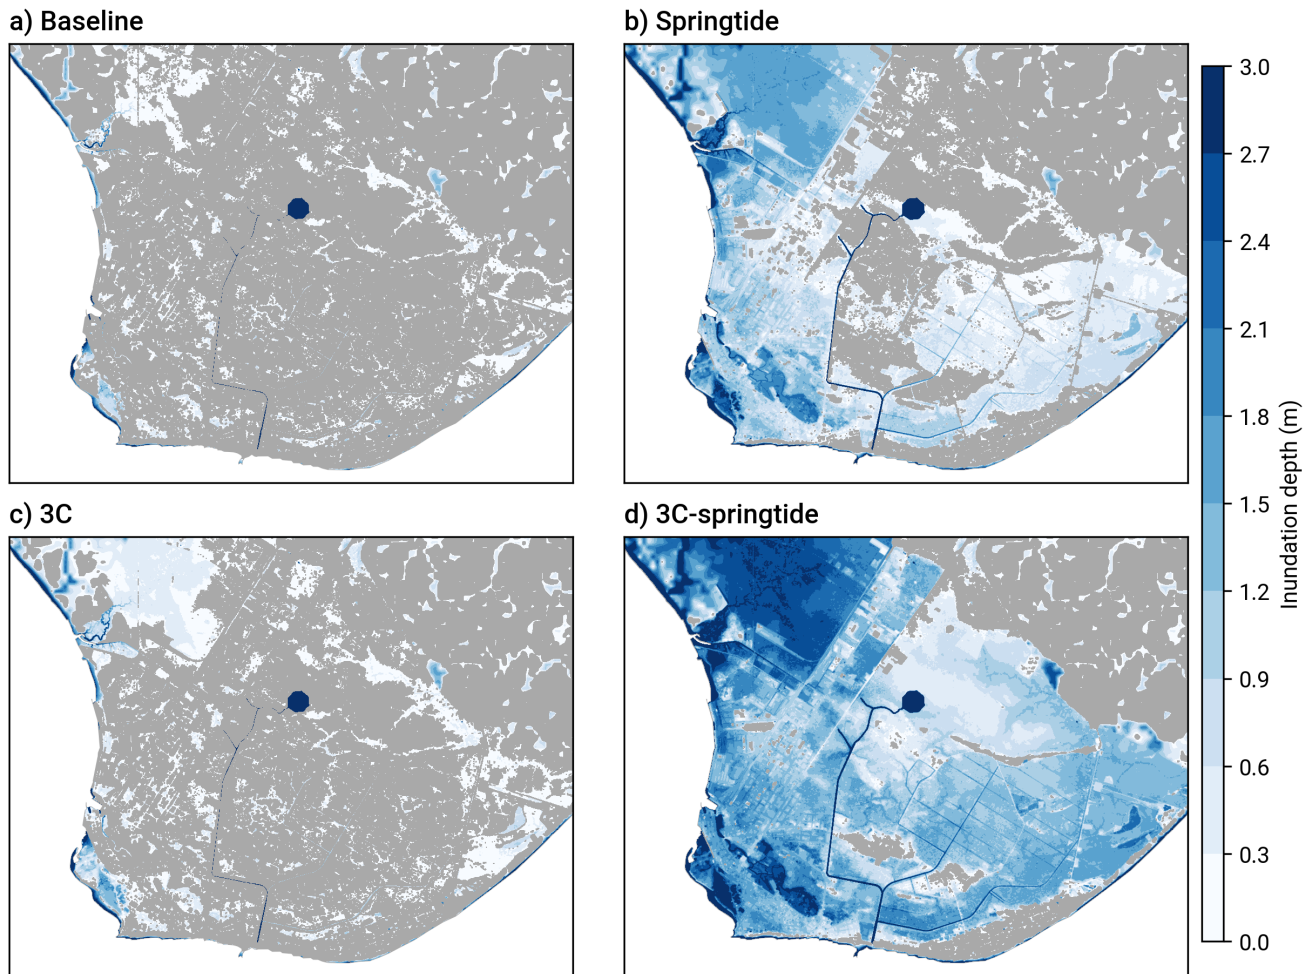 a) Baseline
b) Springtide
c) 3C
d) 3C-springtide
3.0
2.7
2.4
2.1
1.8
1.5
1.2
0.9
0.6
0.3
0.0
Inundation depth (m)